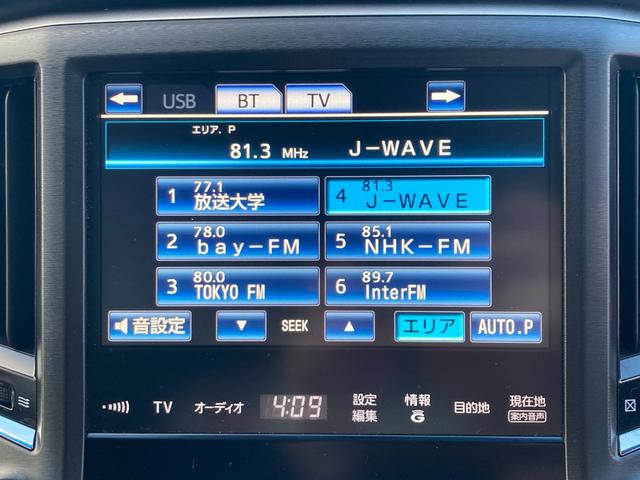 USB BT TV
エリア. P
81.3 MHz J-WAVE
1 77.1 放送大学
4 81.3 J-WAVE
2 78.0 bay-FM
5 85.1 NHK-FM
3 80.0 TOKYO FM
6 89.7 InterFM
音設定 SEEK エリア AUTO.P
TV オーディオ 4:09 設定 編集 情報 G 目的地 現在地 案内音声